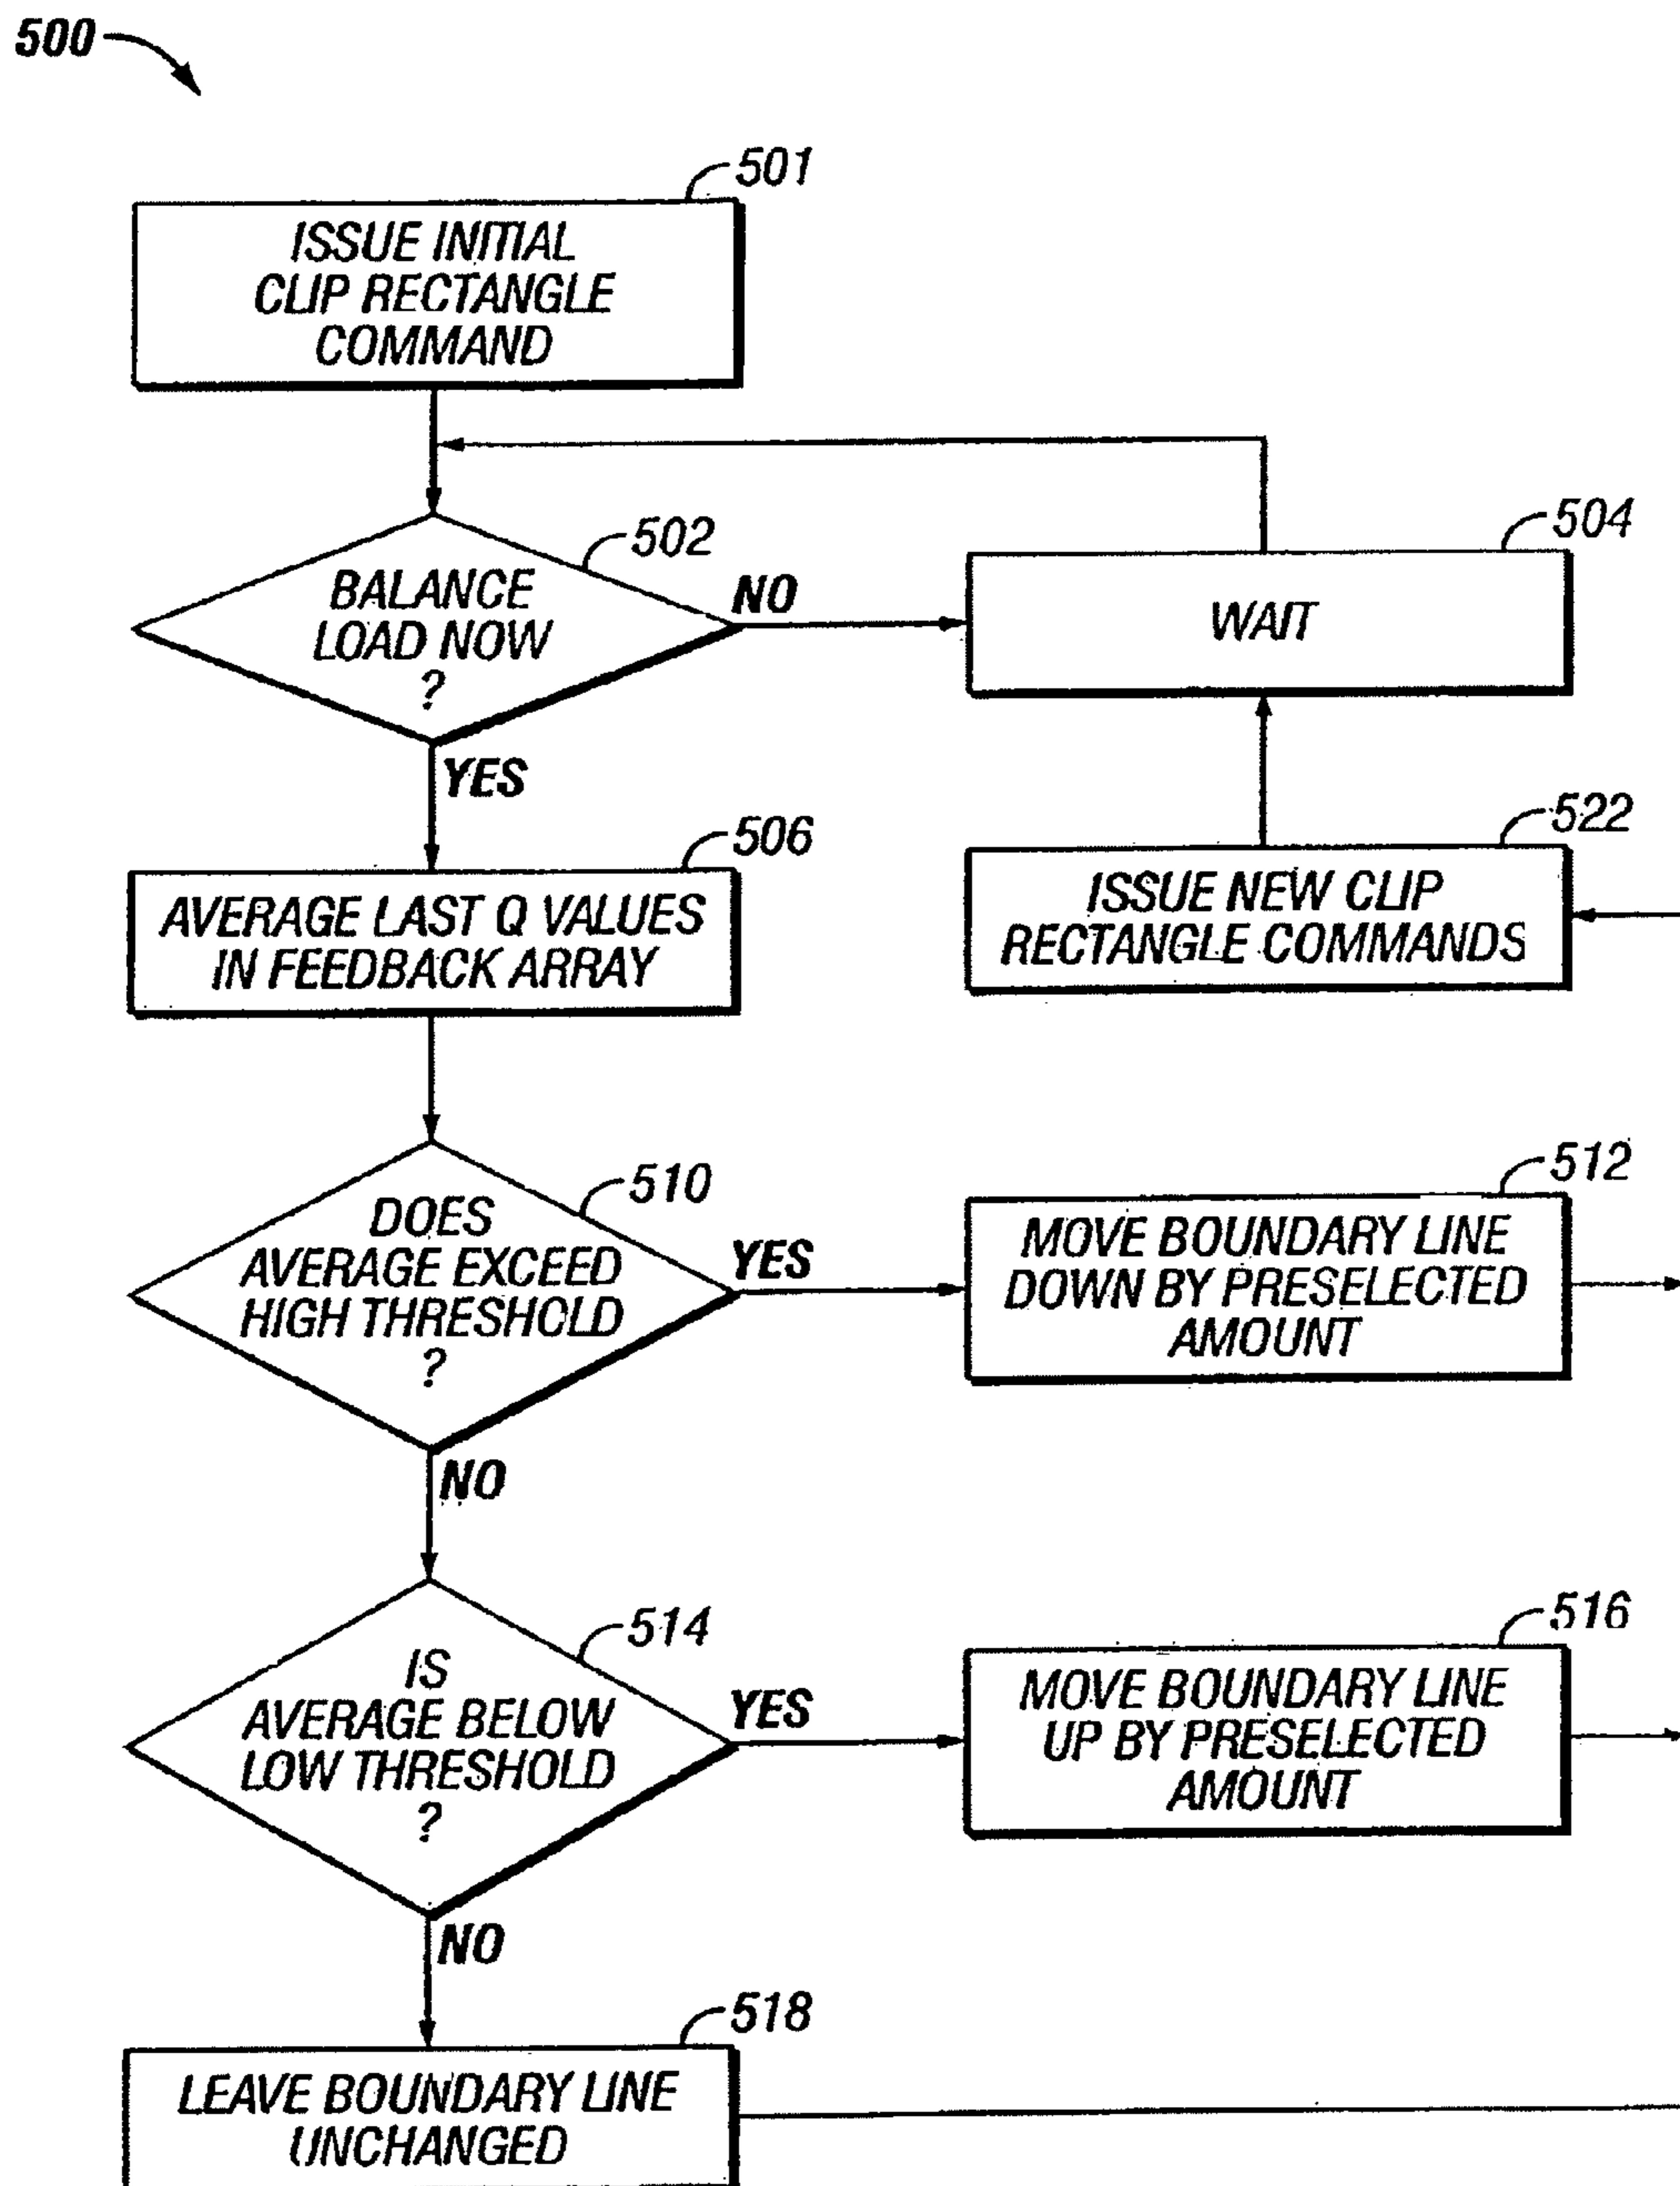 500
501
ISSUE INITIAL
CLIP RECTANGLE
COMMAND
502
BALANCE
LOAD NOW
?
NO
504
WAIT
YES
506
AVERAGE LAST Q VALUES
IN FEEDBACK ARRAY
522
ISSUE NEW CLIP
RECTANGLE COMMANDS
510
DOES
AVERAGE EXCEED
HIGH THRESHOLD
?
YES
512
MOVE BOUNDARY LINE
DOWN BY PRESELECTED
AMOUNT
NO
514
IS
AVERAGE BELOW
LOW THRESHOLD
?
YES
516
MOVE BOUNDARY LINE
UP BY PRESELECTED
AMOUNT
NO
518
LEAVE BOUNDARY LINE
UNCHANGED